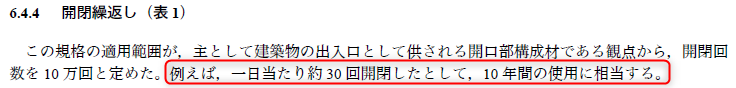 6.4.4 開閉繰返し（表 1）
この規格の適用範囲が，主として建築物の出入口として供される開口部構成材である観点から，開閉回
数を 10 万回と定めた。例えば，一日当たり約 30 回開閉したとして，10 年間の使用に相当する。